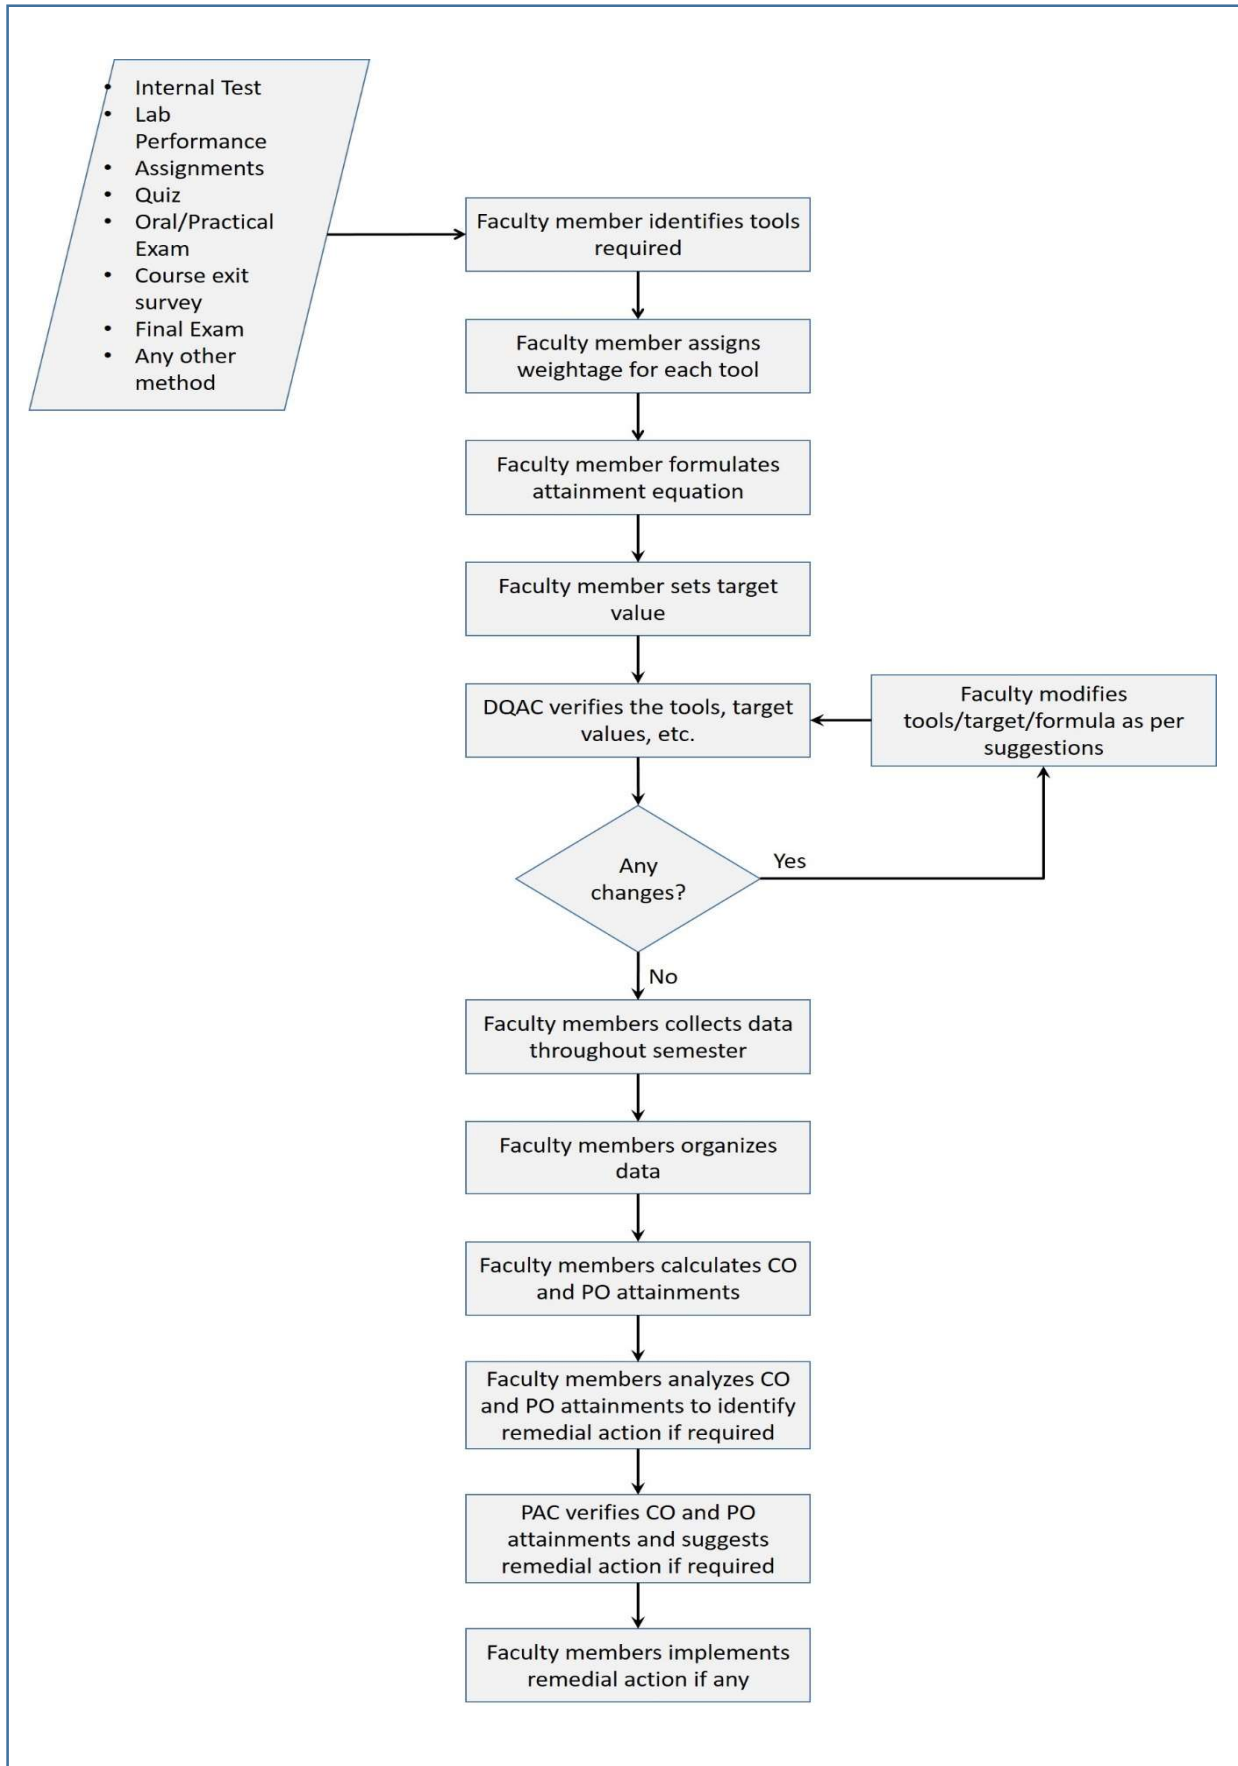 • Internal Test
• Lab
Performance
• Assignments
• Quiz
• Oral/Practical
Exam
• Course exit
survey
• Final Exam
• Any other
method
Faculty member identifies tools
required
Faculty member assigns
weightage for each tool
Faculty member formulates
attainment equation
Faculty member sets target
value
DQAC verifies the tools, target
values, etc.
Faculty modifies
tools/target/formula as per
suggestions
Any
changes?
Yes
No
Faculty members collects data
throughout semester
Faculty members organizes
data
Faculty members calculates CO
and PO attainments
Faculty members analyzes CO
and PO attainments to identify
remedial action if required
PAC verifies CO and PO
attainments and suggests
remedial action if required
Faculty members implements
remedial action if any